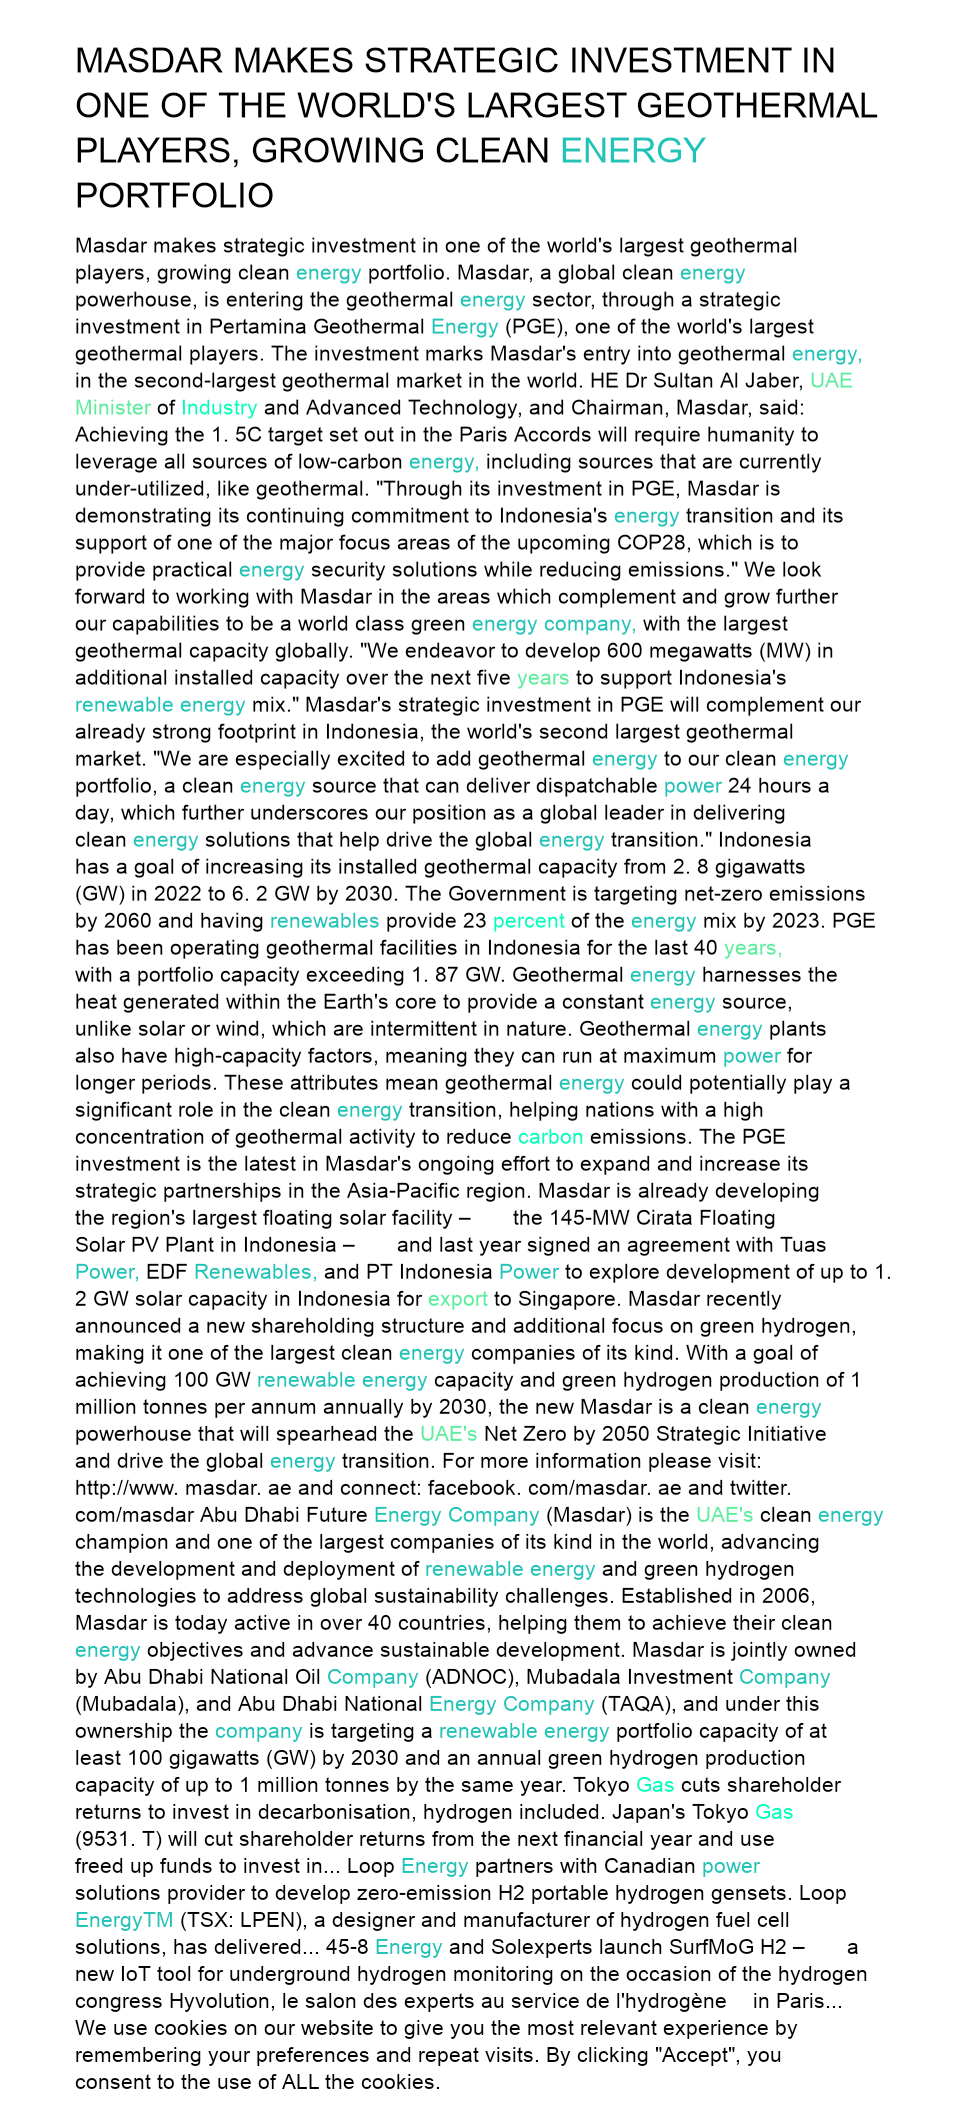 MASDAR MAKES STRATEGIC INVESTMENT IN
ONE OF THE WORLD'S LARGEST GEOTHERMAL
PLAYERS, GROWING CLEAN ENERGY
PORTFOLIO
Masdar makes strategic investment in one of the world's largest geothermal
players, growing clean energy portfolio. Masdar, a global clean energy
powerhouse, is entering the geothermal energy sector, through a strategic
investment in Pertamina Geothermal Energy (PGE), one of the world's largest
geothermal players. The investment marks Masdar's entry into geothermal energy,
in the second-largest geothermal market in the world. HE Dr Sultan Al Jaber, UAE
Minister of Industry and Advanced Technology, and Chairman, Masdar, said:
Achieving the 1. 5C target set out in the Paris Accords will require humanity to
leverage all sources of low-carbon energy, including sources that are currently
under-utilized, like geothermal. "Through its investment in PGE, Masdar is
demonstrating its continuing commitment to Indonesia's energy transition and its
support of one of the major focus areas of the upcoming COP28, which is to
provide practical energy security solutions while reducing emissions." We look
forward to working with Masdar in the areas which complement and grow further
our capabilities to be a world class green energy company, with the largest
geothermal capacity globally. "We endeavor to develop 600 megawatts (MW) in
additional installed capacity over the next five years to support Indonesia's
renewable energy mix." Masdar's strategic investment in PGE will complement our
already strong footprint in Indonesia, the world's second largest geothermal
market. "We are especially excited to add geothermal energy to our clean energy
portfolio, a clean energy source that can deliver dispatchable power 24 hours a
day, which further underscores our position as a global leader in delivering
clean energy solutions that help drive the global energy transition." Indonesia
has a goal of increasing its installed geothermal capacity from 2. 8 gigawatts
(GW) in 2022 to 6. 2 GW by 2030. The Government is targeting net-zero emissions
by 2060 and having renewables provide 23 percent of the energy mix by 2023. PGE
has been operating geothermal facilities in Indonesia for the last 40 years,
with a portfolio capacity exceeding 1. 87 GW. Geothermal energy harnesses the
heat generated within the Earth's core to provide a constant energy source,
unlike solar or wind, which are intermittent in nature. Geothermal energy plants
also have high-capacity factors, meaning they can run at maximum power for
longer periods. These attributes mean geothermal energy could potentially play a
significant role in the clean energy transition, helping nations with a high
concentration of geothermal activity to reduce carbon emissions. The PGE
investment is the latest in Masdar's ongoing effort to expand and increase its
strategic partnerships in the Asia-Pacific region. Masdar is already developing
the region's largest floating solar facility – the 145-MW Cirata Floating
Solar PV Plant in Indonesia – and last year signed an agreement with Tuas
Power, EDF Renewables, and PT Indonesia Power to explore development of up to 1.
2 GW solar capacity in Indonesia for export to Singapore. Masdar recently
announced a new shareholding structure and additional focus on green hydrogen,
making it one of the largest clean energy companies of its kind. With a goal of
achieving 100 GW renewable energy capacity and green hydrogen production of 1
million tonnes per annum annually by 2030, the new Masdar is a clean energy
powerhouse that will spearhead the UAE's Net Zero by 2050 Strategic Initiative
and drive the global energy transition. For more information please visit:
http://www. masdar. ae and connect: facebook. com/masdar. ae and twitter.
com/masdar Abu Dhabi Future Energy Company (Masdar) is the UAE's clean energy
champion and one of the largest companies of its kind in the world, advancing
the development and deployment of renewable energy and green hydrogen
technologies to address global sustainability challenges. Established in 2006,
Masdar is today active in over 40 countries, helping them to achieve their clean
energy objectives and advance sustainable development. Masdar is jointly owned
by Abu Dhabi National Oil Company (ADNOC), Mubadala Investment Company
(Mubadala), and Abu Dhabi National Energy Company (TAQA), and under this
ownership the company is targeting a renewable energy portfolio capacity of at
least 100 gigawatts (GW) by 2030 and an annual green hydrogen production
capacity of up to 1 million tonnes by the same year. Tokyo Gas cuts shareholder
returns to invest in decarbonisation, hydrogen included. Japan's Tokyo Gas
(9531. T) will cut shareholder returns from the next financial year and use
freed up funds to invest in... Loop Energy partners with Canadian power
solutions provider to develop zero-emission H2 portable hydrogen gensets. Loop
EnergyTM (TSX: LPEN), a designer and manufacturer of hydrogen fuel cell
solutions, has delivered... 45-8 Energy and Solexperts launch SurfMoG H2 – a
new IoT tool for underground hydrogen monitoring on the occasion of the hydrogen
congress Hyvolution, le salon des experts au service de l'hydrogène in Paris...
We use cookies on our website to give you the most relevant experience by
remembering your preferences and repeat visits. By clicking "Accept", you
consent to the use of ALL the cookies.